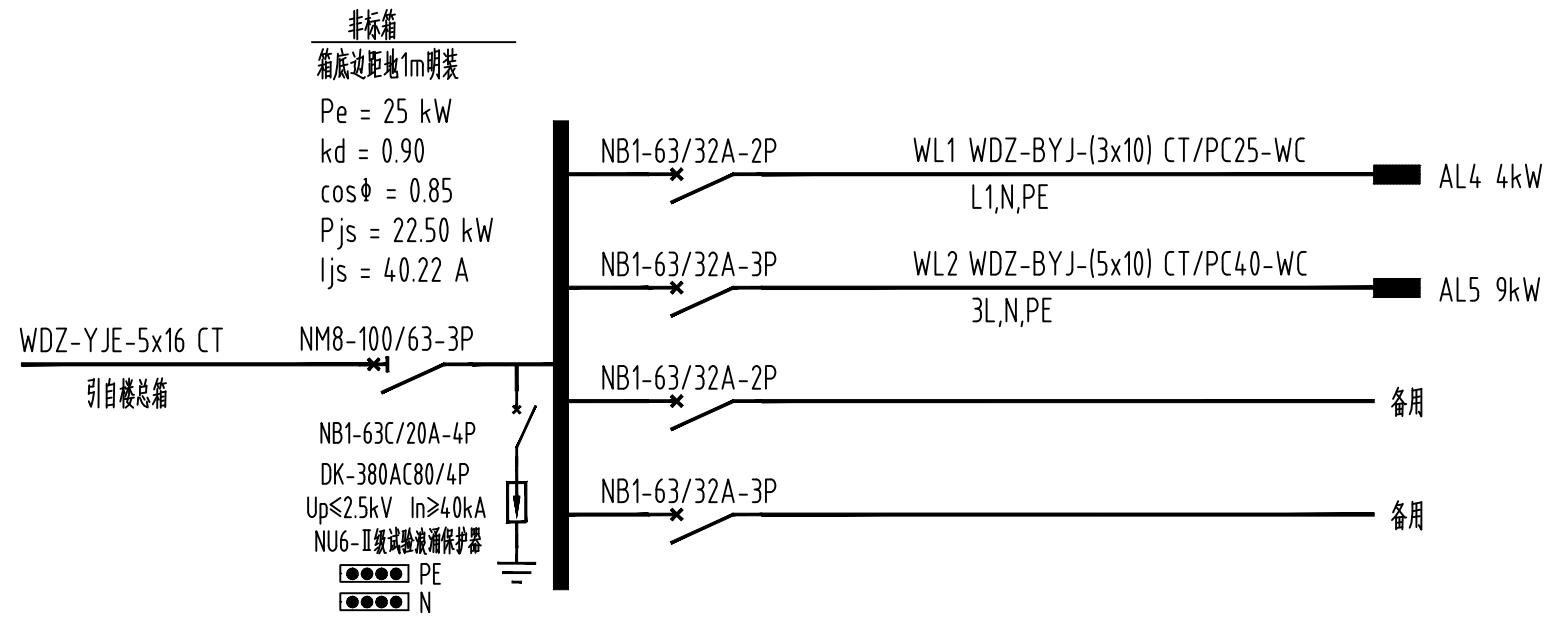 非标箱
箱底边距地1m明装
Pe = 25 kW
kd = 0.90
cosΦ = 0.85
Pjs = 22.50 kW
Ijs = 40.22 A
WDZ-YJE-5x16 CT
引自楼总箱
NM8-100/63-3P
NB1-63C/20A-4P
DK-380AC80/4P
Up≤2.5kV In≥40kA
NU6-Ⅱ级试验浪涌保护器
PE
N
NB1-63/32A-2P
WL1 WDZ-BYJ-(3x10) CT/PC25-WC
L1,N,PE
AL4 4kW
NB1-63/32A-3P
WL2 WDZ-BYJ-(5x10) CT/PC40-WC
3L,N,PE
AL5 9kW
NB1-63/32A-2P
备用
NB1-63/32A-3P
备用